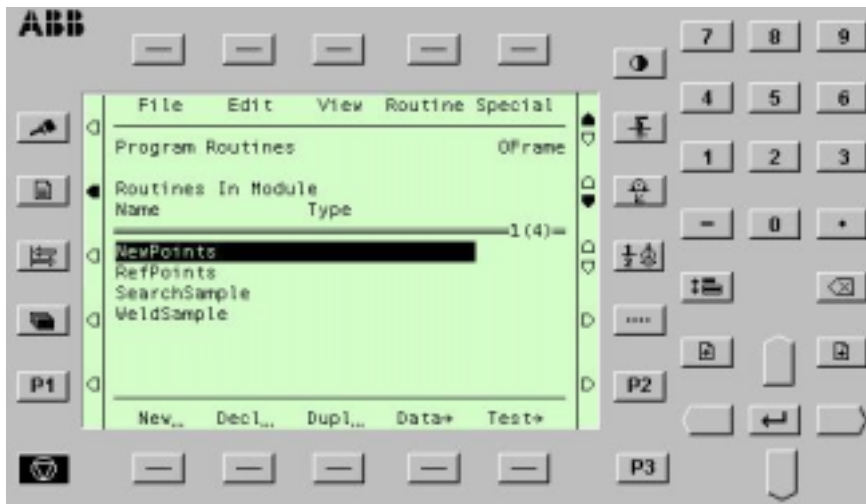 ABB
7 8 9
File Edit View Routine Special
4 5 6
Program Routines OFrame
1 2 3
Routines In Module
Name Type
- 0 .
1(4)
NewPoints
RefPoints
SearchSample
WeldSample
1
2
P1 P2
New… Decl… Dupl… Data→ Test→
P3